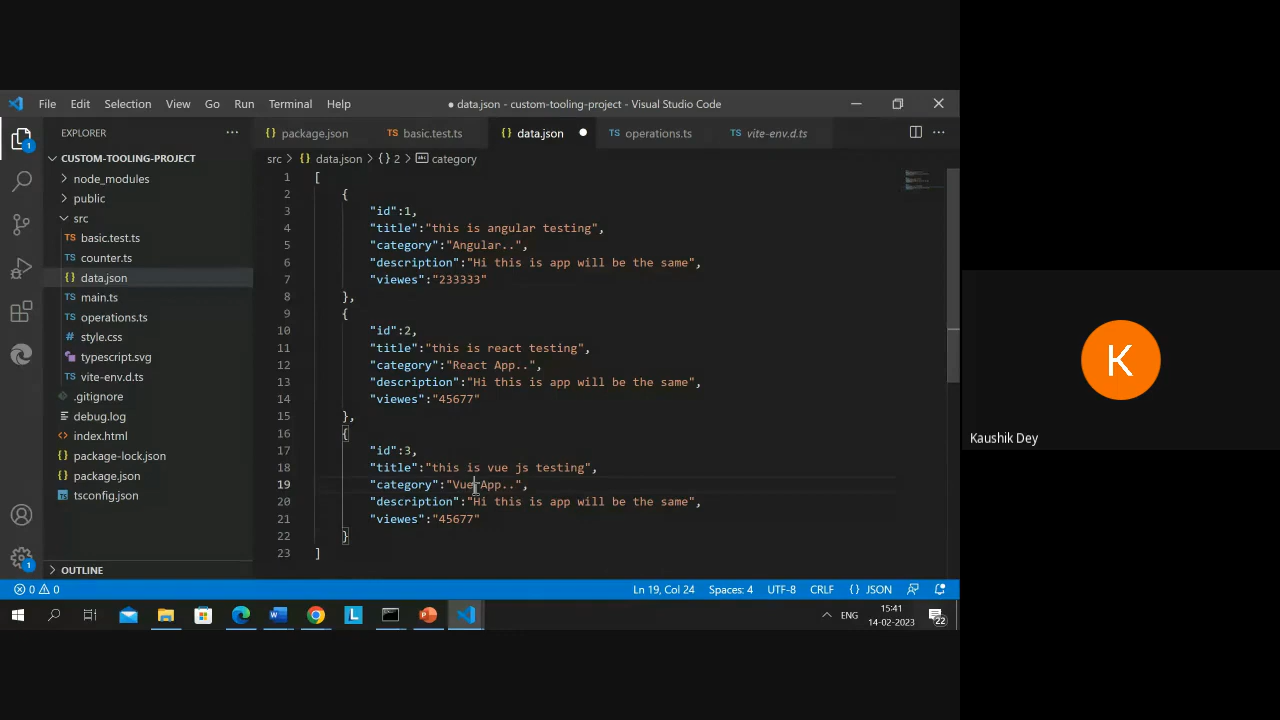 File Edit Selection View Go Run Terminal Help
● data.json - custom-tooling-project - Visual Studio Code
EXPLORER
package.json
basic.test.ts
data.json
operations.ts
vite-env.d.ts
CUSTOM-TOOLING-PROJECT
node_modules
public
src
basic.test.ts
counter.ts
data.json
main.ts
operations.ts
style.css
typescript.svg
vite-env.d.ts
.gitignore
debug.log
index.html
package-lock.json
package.json
tsconfig.json
OUTLINE
1
1
src > {} data.json > {} 2 > category
1 [
2 {
3 "id":1,
4 "title":"this is angular testing",
5 "category":"Angular..",
6 "description":"Hi this is app will be the same",
7 "viewes":"233333"
8 },
9 {
10 "id":2,
11 "title":"this is react testing",
12 "category":"React App..",
13 "description":"Hi this is app will be the same",
14 "viewes":"45677"
15 },
16 {
17 "id":3,
18 "title":"this is vue js testing",
19 "category":"Vue App..",
20 "description":"Hi this is app will be the same",
21 "viewes":"45677"
22 }
23 ]
0 0
Ln 19, Col 24 Spaces: 4 UTF-8 CRLF {} JSON
ENG
15:41
14-02-2023
22
K
Kaushik Dey